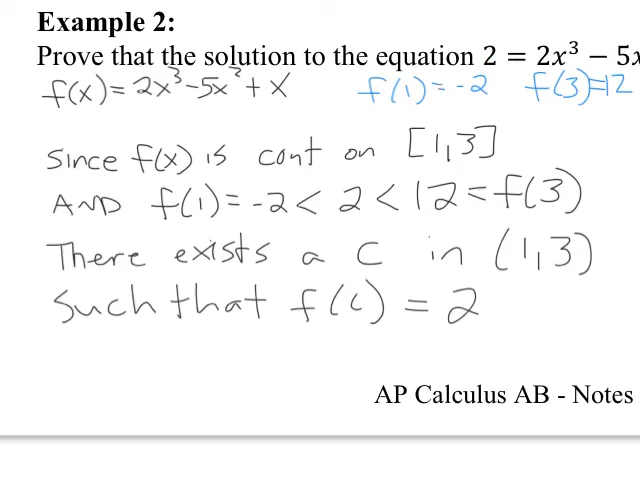 Example 2:
Prove that the solution to the equation 2 = 2x³ − 5x
f(x) = 2x³ - 5x² + x f(1) = -2 f(3) = 12
Since f(x) is cont on [1,3]
AND f(1) = -2 < 2 < 12 = f(3)
There exists a C in (1,3)
Such that f(c) = 2
AP Calculus AB - Notes